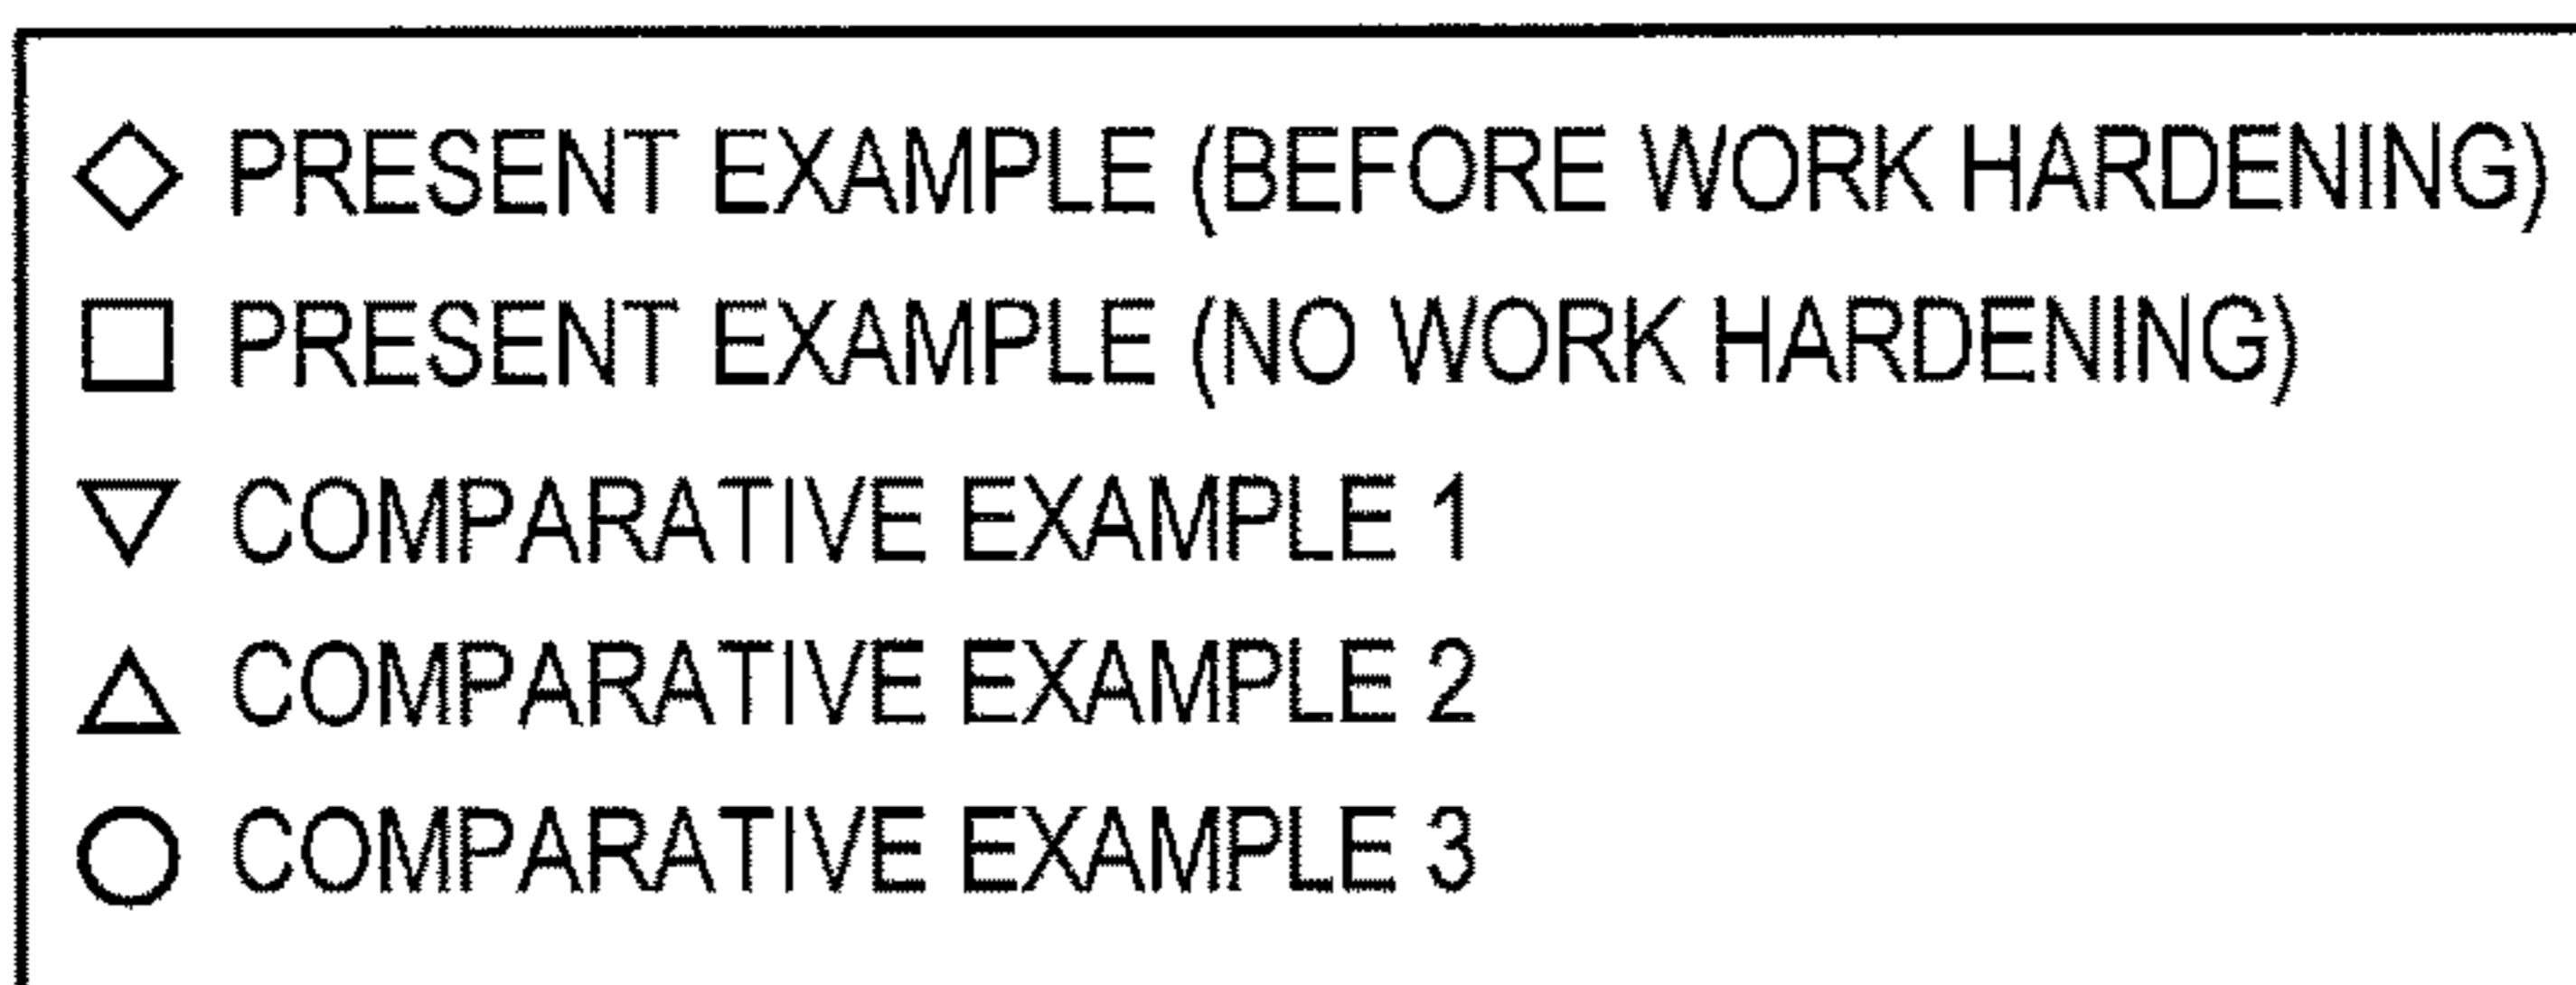 PRESENT EXAMPLE (BEFORE WORK HARDENING)
PRESENT EXAMPLE (NO WORK HARDENING)
COMPARATIVE EXAMPLE 1
COMPARATIVE EXAMPLE 2
COMPARATIVE EXAMPLE 3